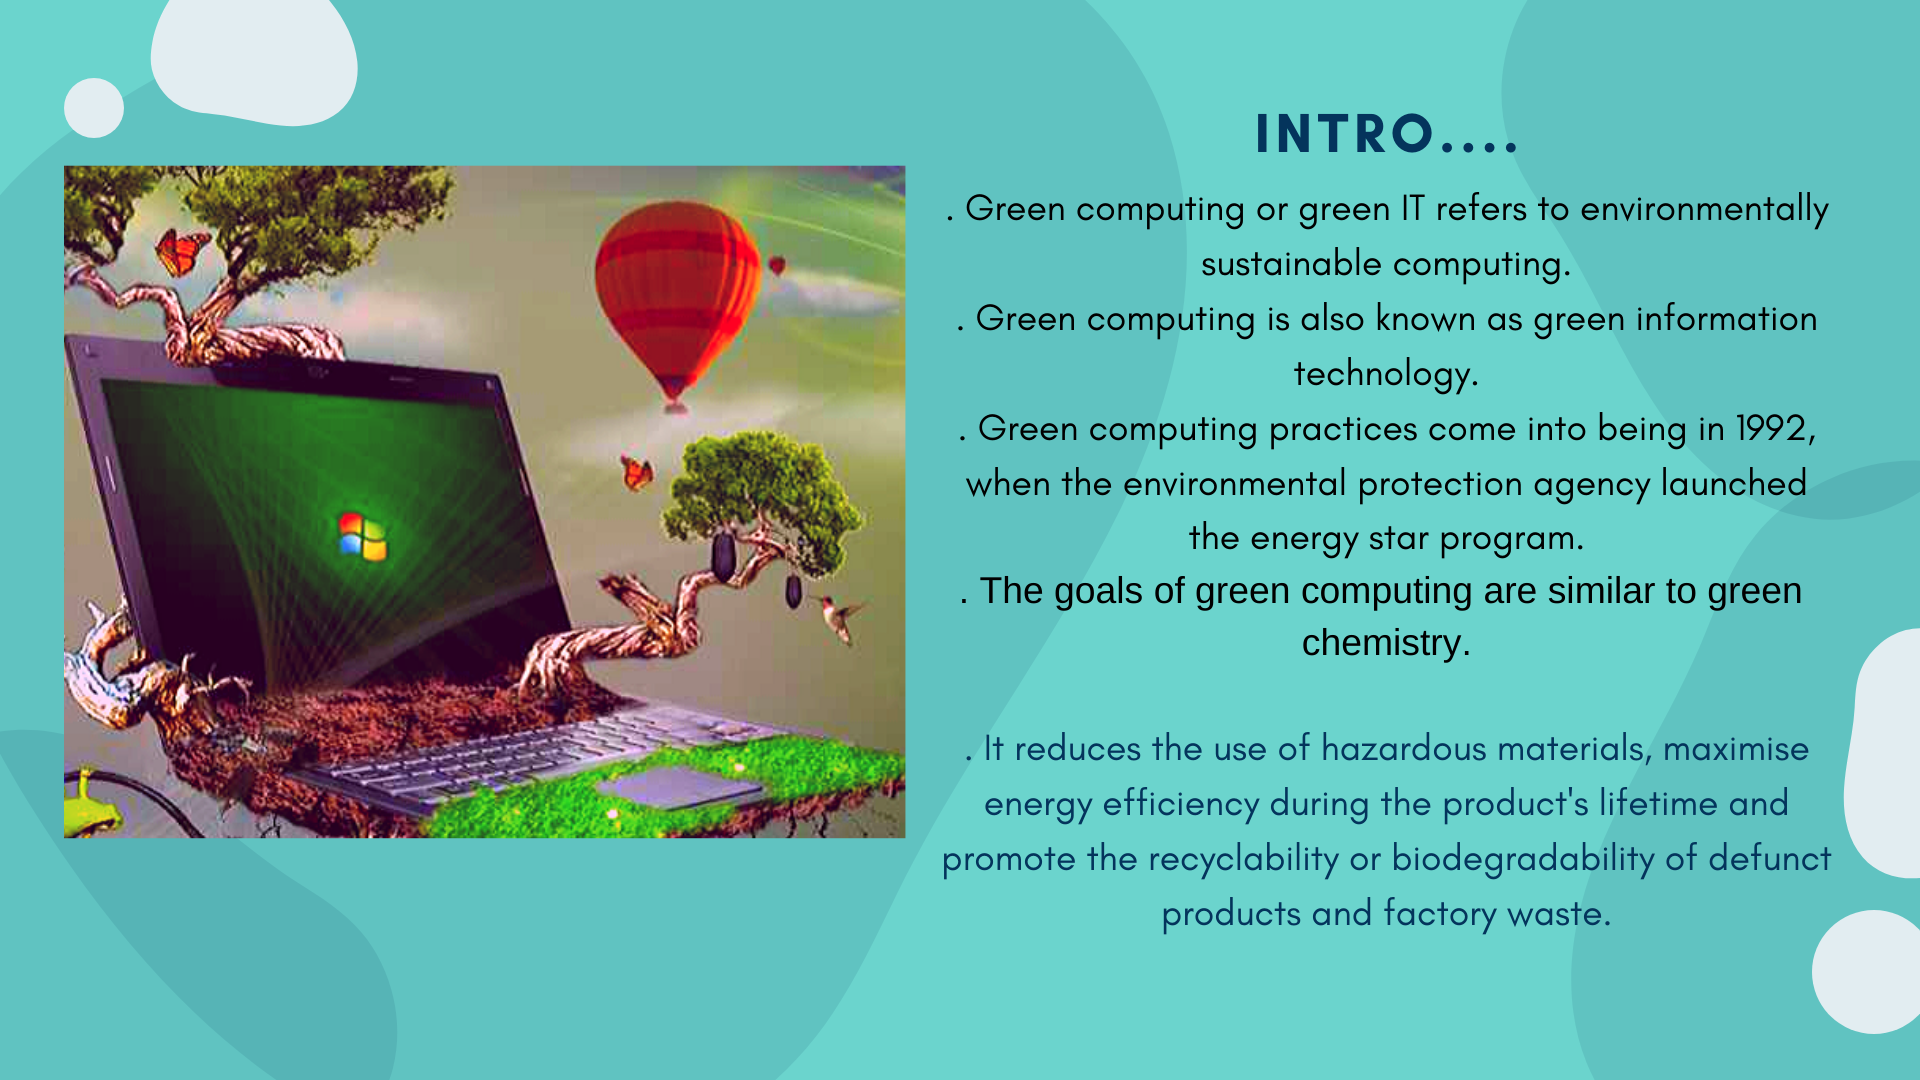 INTRO....
. Green computing or green IT refers to environmentally
sustainable computing.
. Green computing is also known as green information
technology.
. Green computing practices come into being in 1992,
when the environmental protection agency launched
the energy star program.
. The goals of green computing are similar to green
chemistry.
. It reduces the use of hazardous materials, maximise
energy efficiency during the product's lifetime and
promote the recyclability or biodegradability of defunct
products and factory waste.